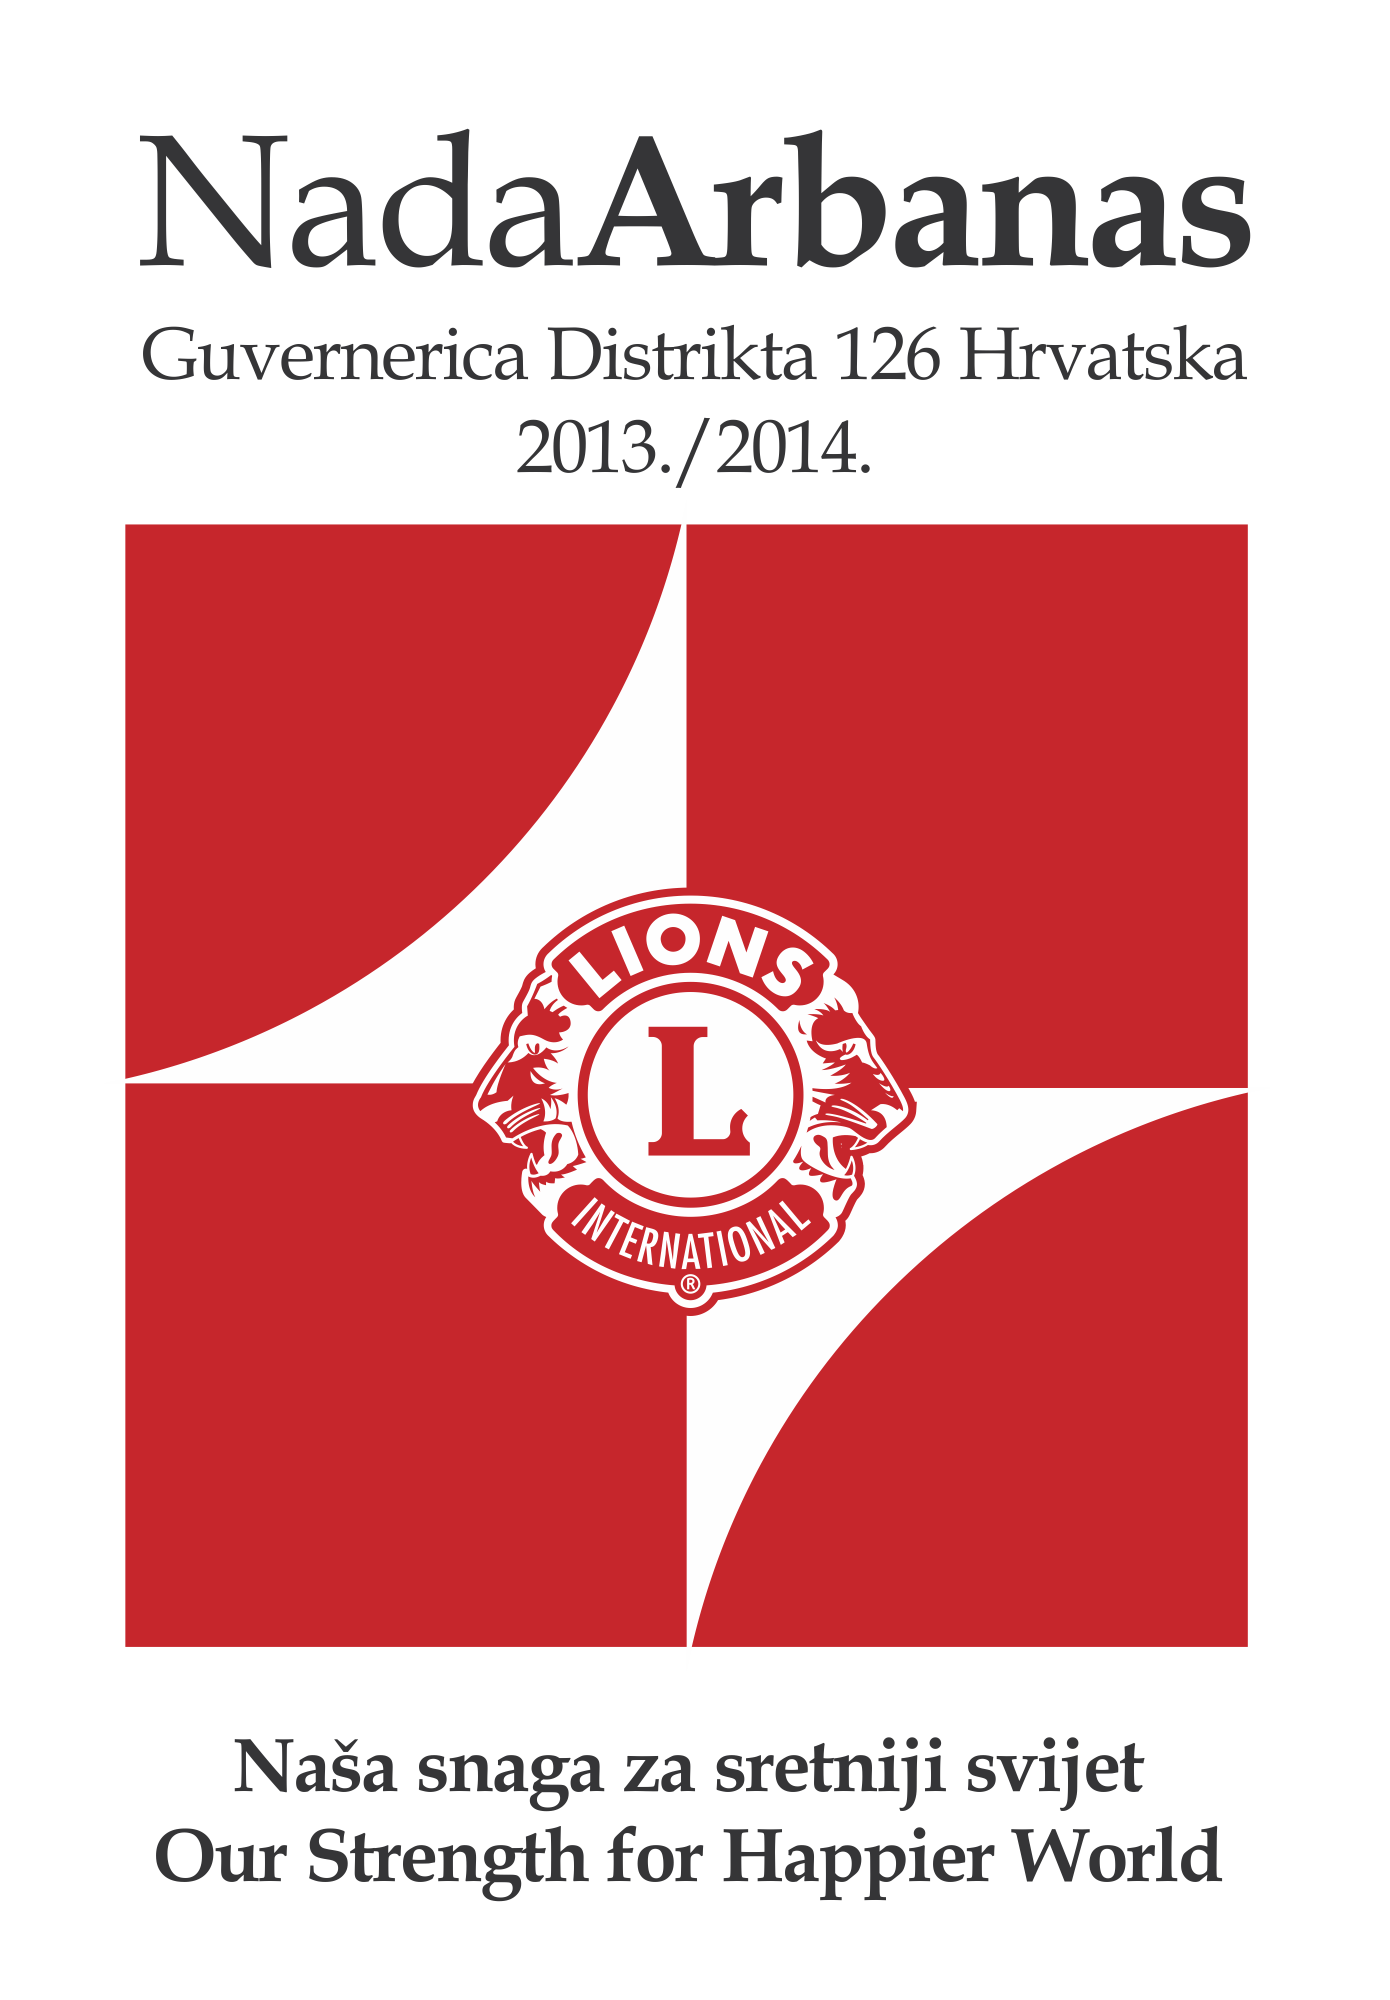 NadaArbanas
Guvernerica Distrikta 126 Hrvatska
2013./2014.
LIONS
L
INTERNATIONAL
®
Naša snaga za sretniji svijet
Our Strength for Happier World